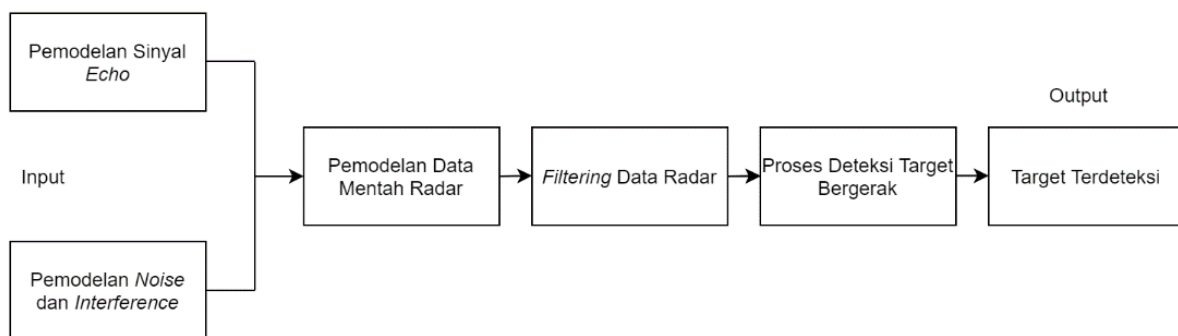 Pemodelan Sinyal
Echo
Input
Pemodelan Noise
dan Interference
Pemodelan Data
Mentah Radar
Filtering Data Radar
Proses Deteksi Target
Bergerak
Output
Target Terdeteksi